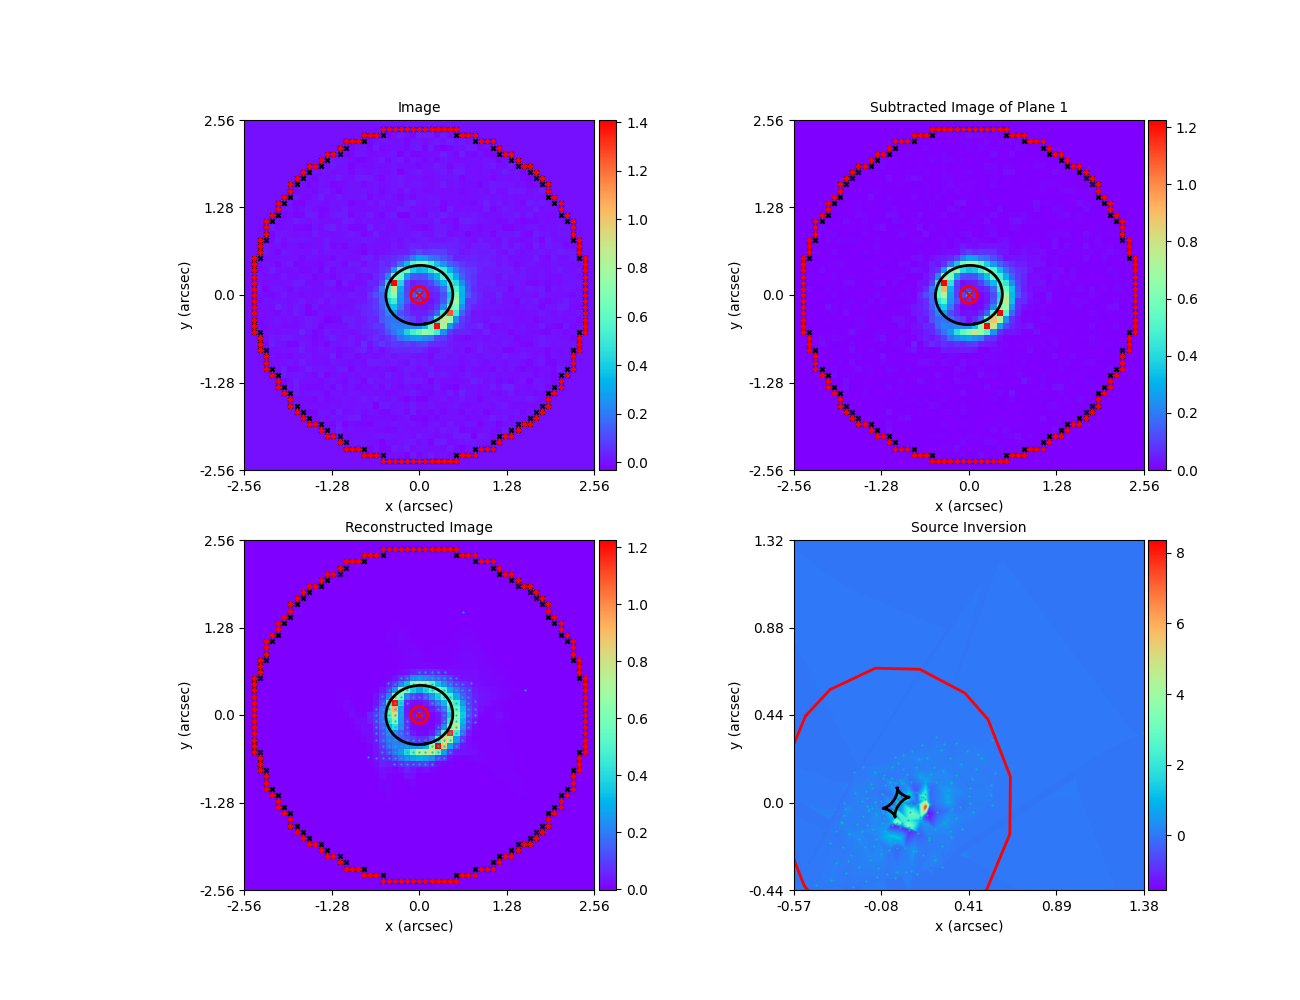 Image
2.56
1.28
0.0
-1.28
-2.56
y (arcsec)
-2.56 -1.28 0.0 1.28 2.56
x (arcsec)
1.4
1.2
1.0
0.8
0.6
0.4
0.2
0.0
Subtracted Image of Plane 1
2.56
1.28
0.0
-1.28
-2.56
y (arcsec)
-2.56 -1.28 0.0 1.28 2.56
x (arcsec)
1.2
1.0
0.8
0.6
0.4
0.2
0.0
Reconstructed Image
2.56
1.28
0.0
-1.28
-2.56
y (arcsec)
-2.56 -1.28 0.0 1.28 2.56
x (arcsec)
1.2
1.0
0.8
0.6
0.4
0.2
0.0
Source Inversion
1.32
0.88
0.44
0.0
-0.44
y (arcsec)
-0.57 -0.08 0.41 0.89 1.38
x (arcsec)
8
6
4
2
0